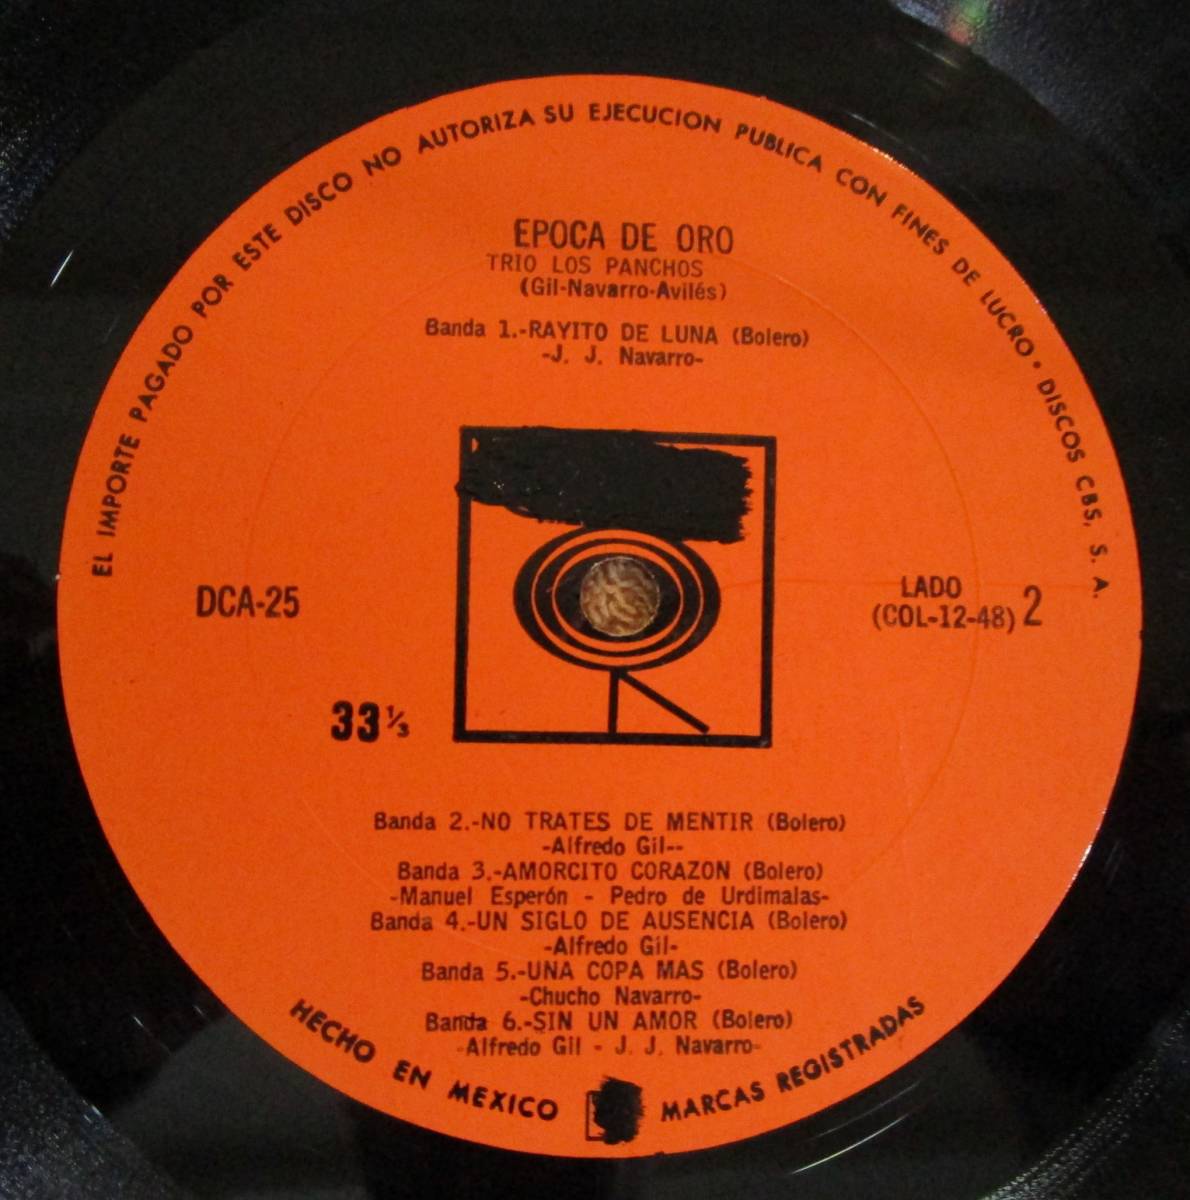 EL IMPORTE PAGADO POR ESTE DISCO NO AUTORIZA SU EJECUCION PUBLICA CON FINES DE LUCRO • DISCOS CBS, S. A.
EPOCA DE ORO
TRIO LOS PANCHOS
(Gil-Navarro-Avilés)
Banda 1.-RAYITO DE LUNA (Bolero)
-J. J. Navarro-
DCA-25
LADO
(COL-12-48) 2
33 ⅓
Banda 2.-NO TRATES DE MENTIR (Bolero)
-Alfredo Gil--
Banda 3.-AMORCITO CORAZON (Bolero)
-Manuel Esperón - Pedro de Urdimalas-
Banda 4.-UN SIGLO DE AUSENCIA (Bolero)
-Alfredo Gil-
Banda 5.-UNA COPA MAS (Bolero)
-Chucho Navarro-
Banda 6.-SIN UN AMOR (Bolero)
-Alfredo Gil - J. J. Navarro-
HECHO EN MEXICO MARCAS REGISTRADAS